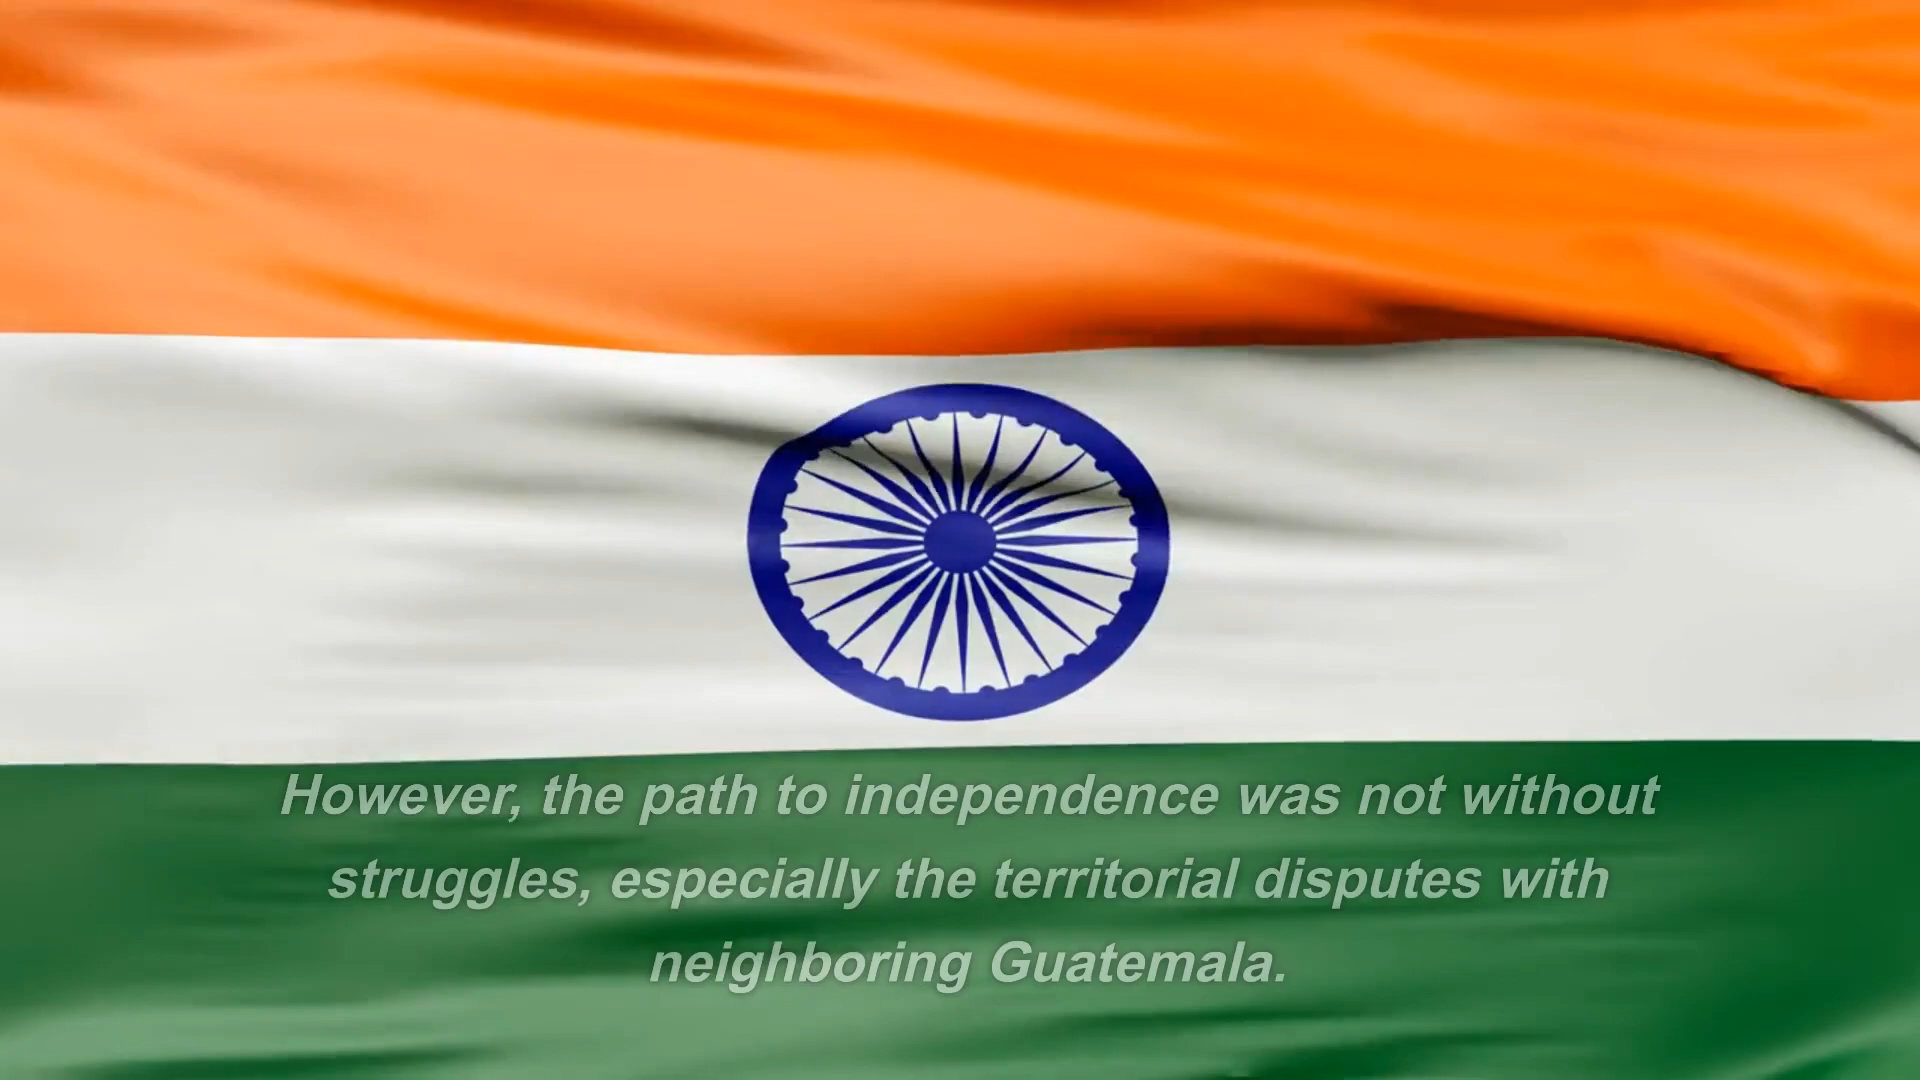 However, the path to independence was not without
struggles, especially the territorial disputes with
neighboring Guatemala.